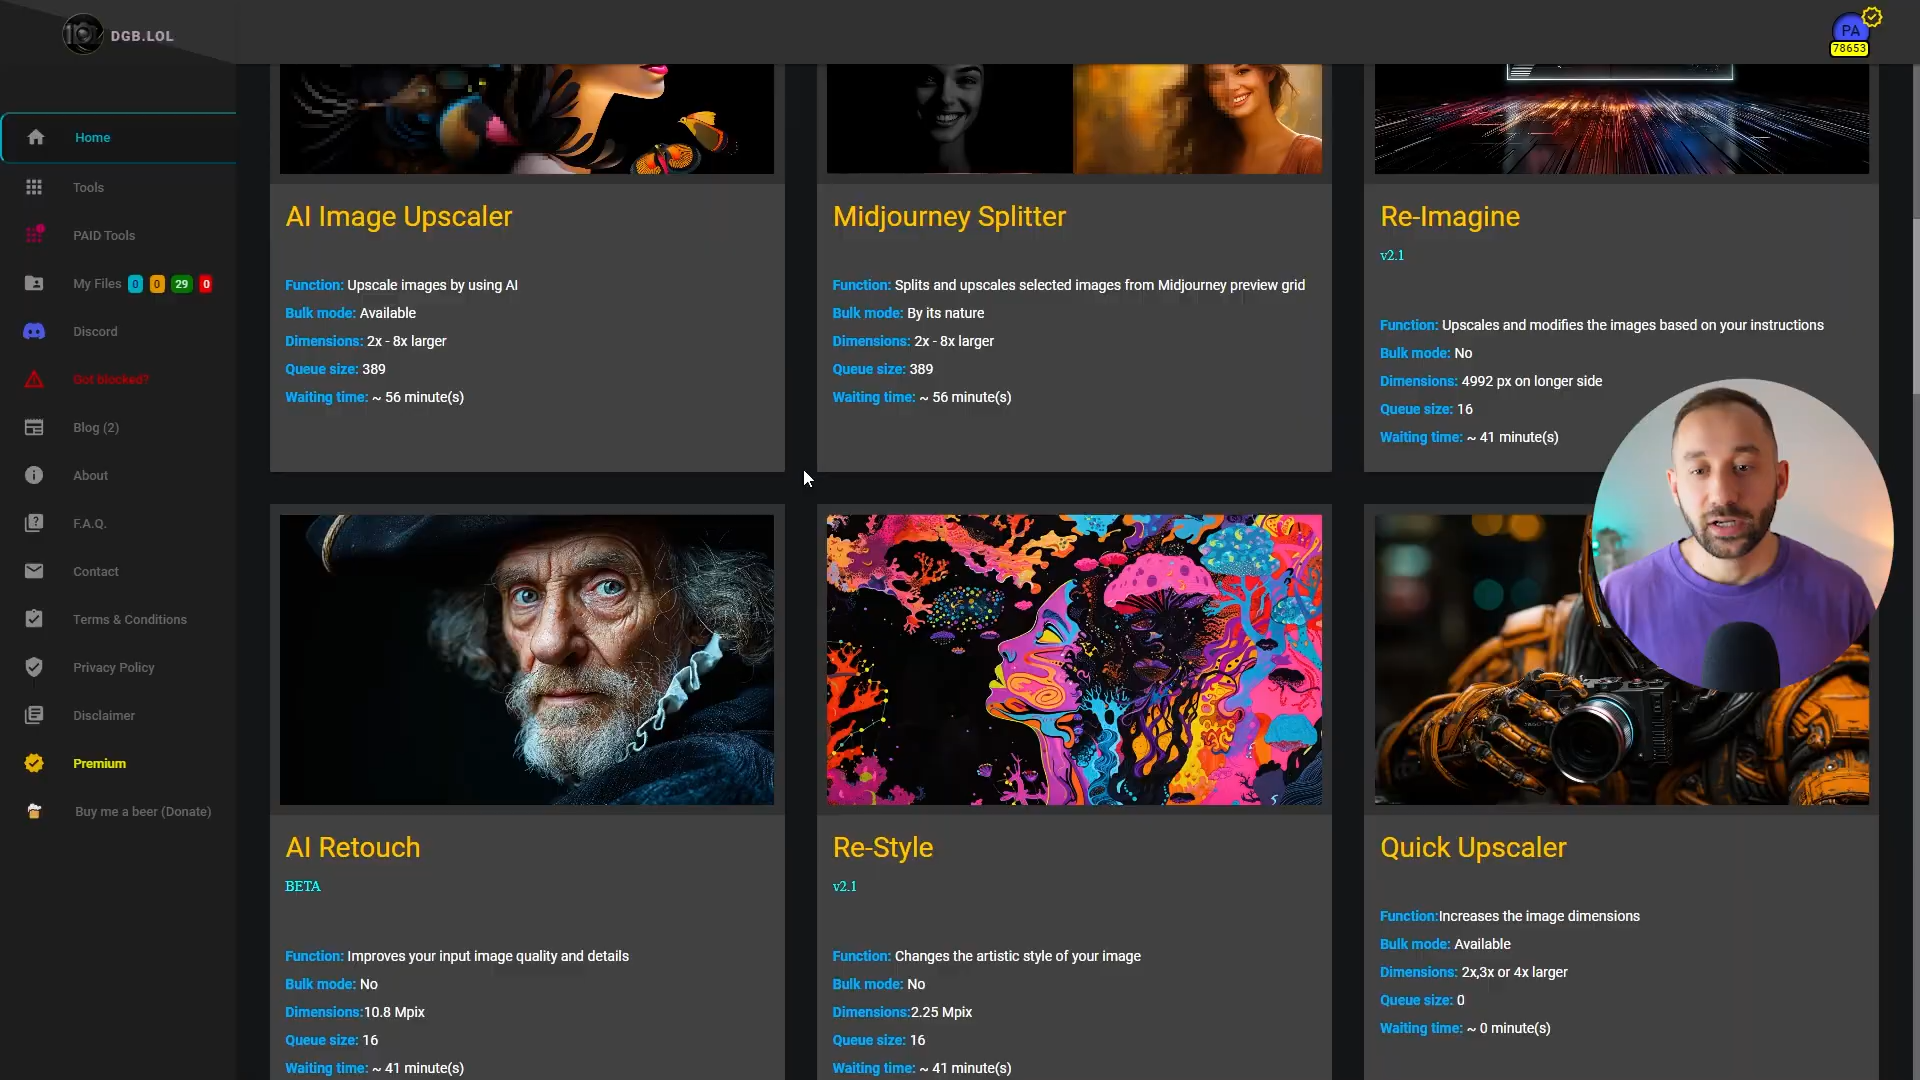 DGB.LOL
PA
78653
Home
Tools
PAID Tools
My Files 0 0 29 0
Discord
Got blocked?
Blog (2)
About
F.A.Q.
Contact
Terms & Conditions
Privacy Policy
Disclaimer
Premium
Buy me a beer (Donate)
AI Image Upscaler
Function: Upscale images by using AI
Bulk mode: Available
Dimensions: 2x - 8x larger
Queue size: 389
Waiting time: ~ 56 minute(s)
Midjourney Splitter
Function: Splits and upscales selected images from Midjourney preview grid
Bulk mode: By its nature
Dimensions: 2x - 8x larger
Queue size: 389
Waiting time: ~ 56 minute(s)
Re-Imagine
v2.1
Function: Upscales and modifies the images based on your instructions
Bulk mode: No
Dimensions: 4992 px on longer side
Queue size: 16
Waiting time: ~ 41 minute(s)
AI Retouch
BETA
Function: Improves your input image quality and details
Bulk mode: No
Dimensions:10.8 Mpix
Queue size: 16
Waiting time: ~ 41 minute(s)
Re-Style
v2.1
Function: Changes the artistic style of your image
Bulk mode: No
Dimensions:2.25 Mpix
Queue size: 16
Waiting time: ~ 41 minute(s)
Quick Upscaler
Function:Increases the image dimensions
Bulk mode: Available
Dimensions: 2x,3x or 4x larger
Queue size: 0
Waiting time: ~ 0 minute(s)